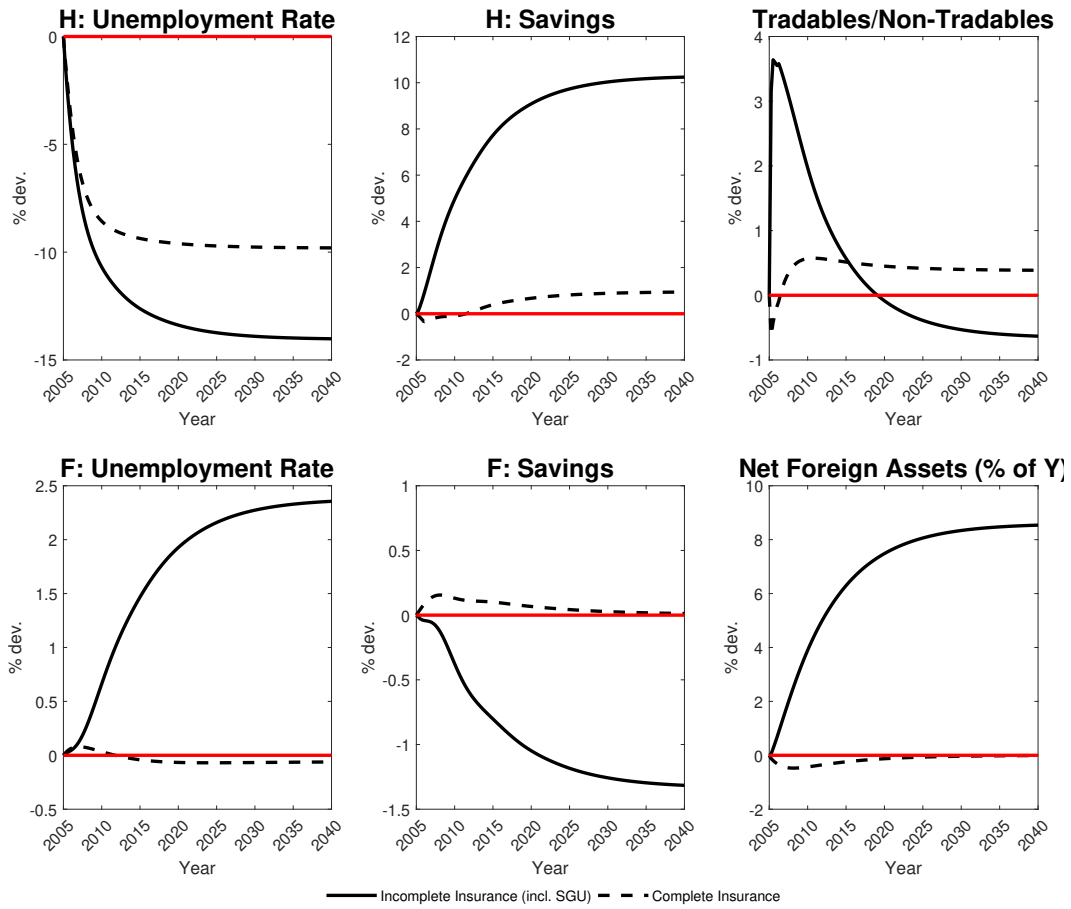 H: Unemployment Rate
H: Savings
Tradables/Non-Tradables
0
-5
-10
-15
% dev.
2005 2010 2015 2020 2025 2030 2035 2040
Year
12
10
8
6
4
2
0
-2
% dev.
2005 2010 2015 2020 2025 2030 2035 2040
Year
4
3
2
1
0
-1
% dev.
2005 2010 2015 2020 2025 2030 2035 2040
Year
F: Unemployment Rate
F: Savings
Net Foreign Assets (% of Y)
2.5
2
1.5
1
0.5
0
-0.5
% dev.
2005 2010 2015 2020 2025 2030 2035 2040
Year
1
0.5
0
-0.5
-1
-1.5
% dev.
2005 2010 2015 2020 2025 2030 2035 2040
Year
10
8
6
4
2
0
-2
% dev.
2005 2010 2015 2020 2025 2030 2035 2040
Year
Incomplete Insurance (incl. SGU) Complete Insurance